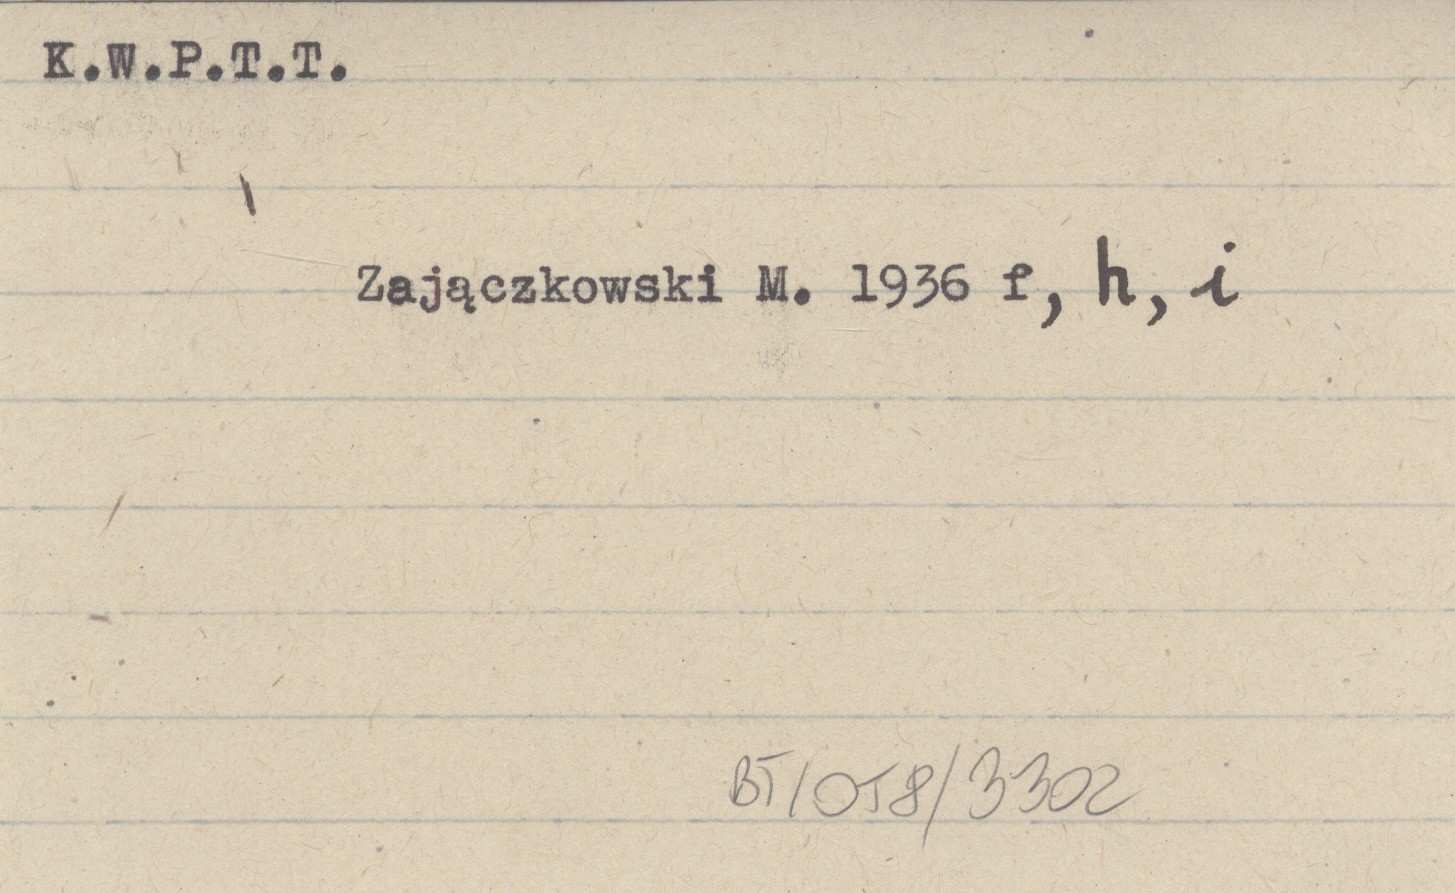 K.W.P.T.T.
Zajączkowski M. 1936 f, h, i
BT/OT8/3302